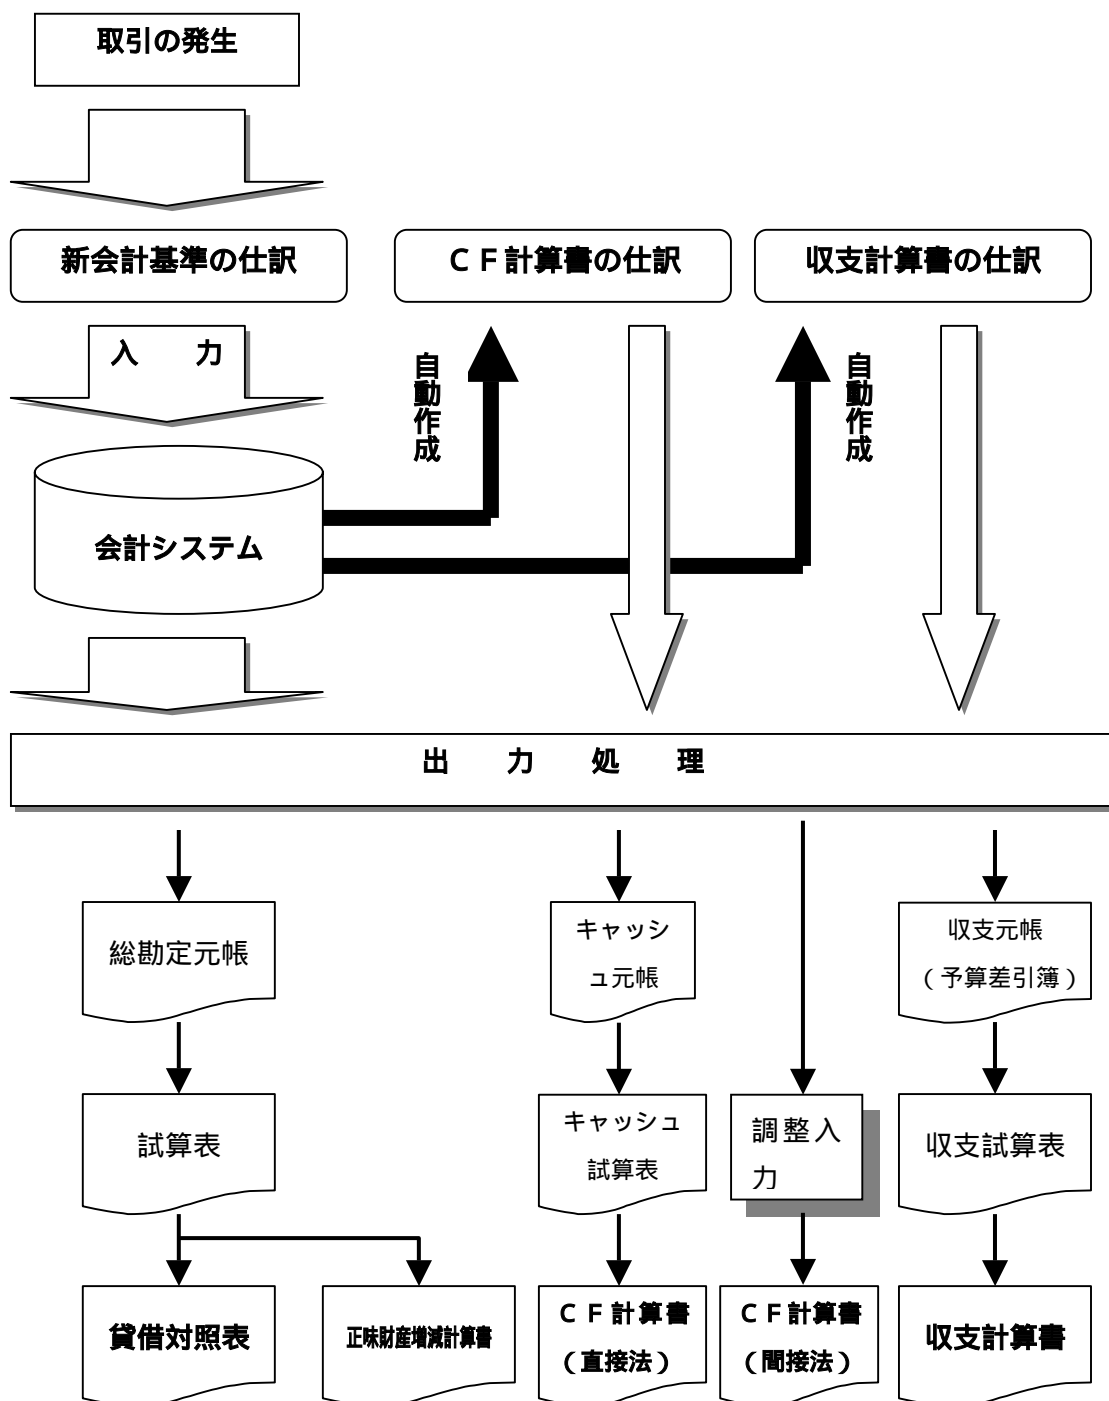 取引の発生
新会計基準の仕訳
ＣＦ計算書の仕訳
収支計算書の仕訳
入　　力
自動作成
自動作成
会計システム
出　力　処　理
総勘定元帳
キャッシ
ュ元帳
収支元帳
（予算差引簿）
試算表
キャッシュ
試算表
調整入
力
収支試算表
貸借対照表
正味財産増減計算書
ＣＦ計算書
（直接法）
ＣＦ計算書
（間接法）
収支計算書